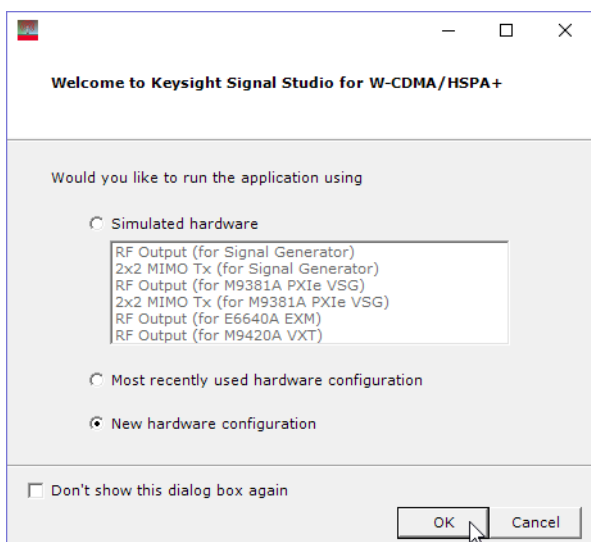 Welcome to Keysight Signal Studio for W-CDMA/HSPA+
Would you like to run the application using
Simulated hardware
RF Output (for Signal Generator)
2x2 MIMO Tx (for Signal Generator)
RF Output (for M9381A PXIe VSG)
2x2 MIMO Tx (for M9381A PXIe VSG)
RF Output (for E6640A EXM)
RF Output (for M9420A VXT)
Most recently used hardware configuration
New hardware configuration
Don't show this dialog box again
OK Cancel